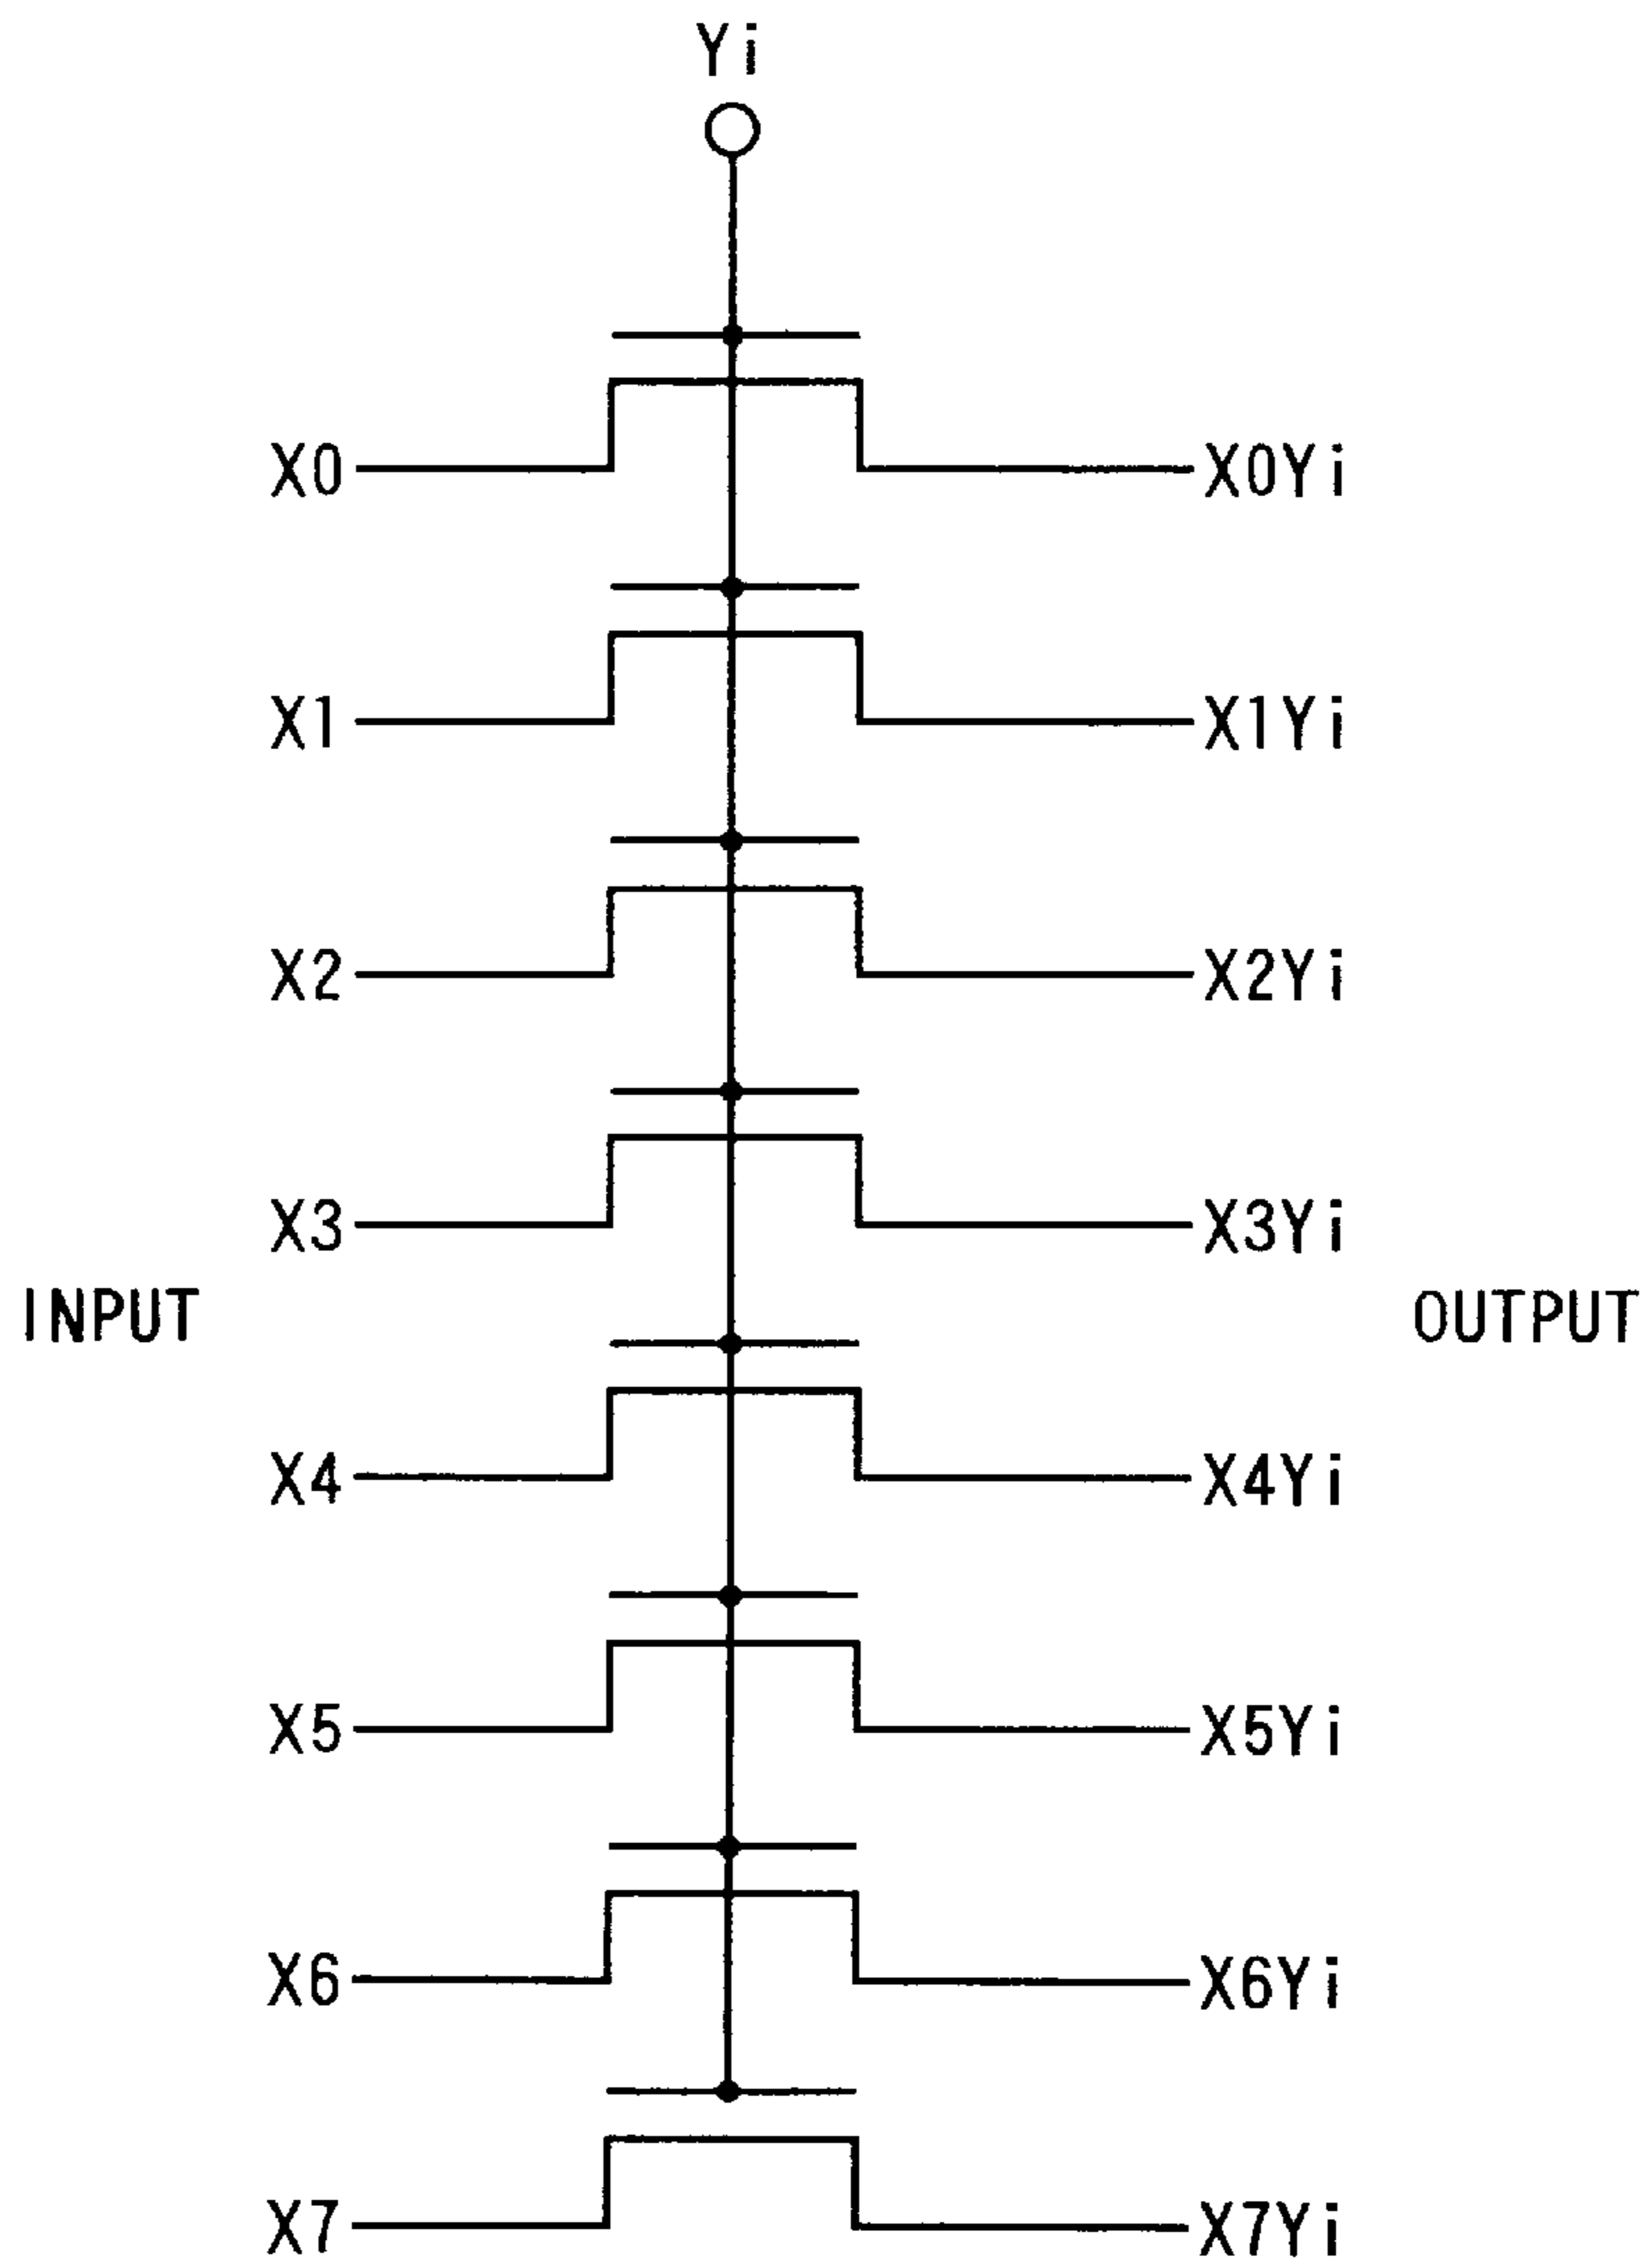 Yi
X0 X0Yi
X1 X1Yi
X2 X2Yi
X3 X3Yi
INPUT OUTPUT
X4 X4Yi
X5 X5Yi
X6 X6Yi
X7 X7Yi